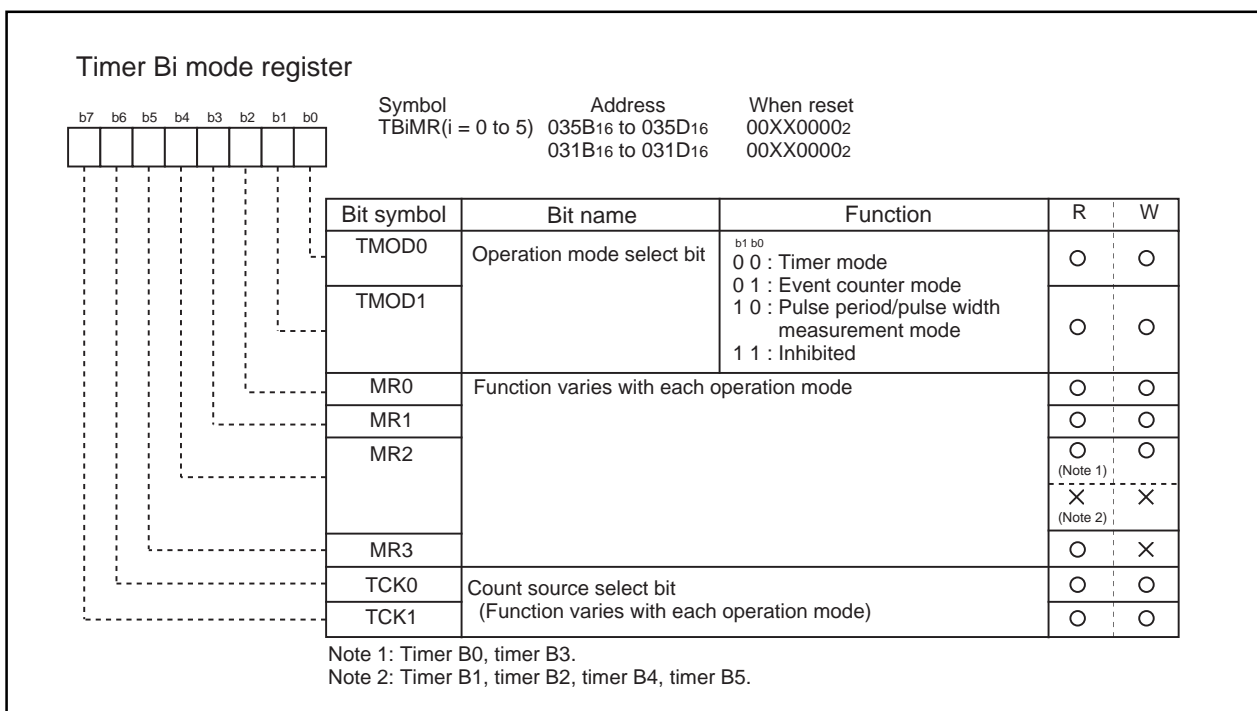 Timer Bi mode register
Symbol Address When reset
TBiMR(i = 0 to 5) 035B16 to 035D16 00XX00002
031B16 to 031D16 00XX00002
b7 b6 b5 b4 b3 b2 b1 b0
Bit symbol Bit name Function R W
TMOD0 Operation mode select bit
b1 b0
0 0 : Timer mode
0 1 : Event counter mode
TMOD1
1 0 : Pulse period/pulse width
measurement mode
1 1 : Inhibited
MR0 Function varies with each operation mode
MR1
MR2
(Note 1)
(Note 2)
MR3
TCK0 Count source select bit
TCK1 (Function varies with each operation mode)
Note 1: Timer B0, timer B3.
Note 2: Timer B1, timer B2, timer B4, timer B5.